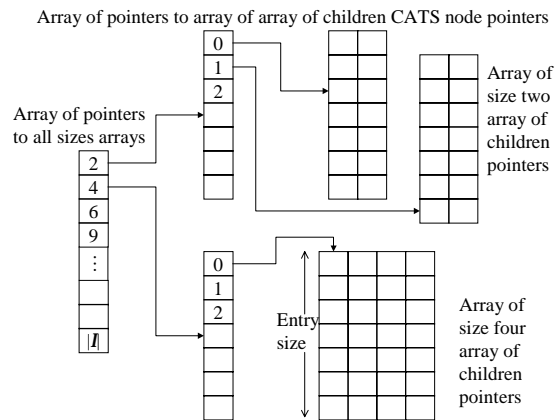 Array of pointers to array of array of children CATS node pointers
0
1
2
Array of
size two
array of
children
pointers
Array of pointers
to all sizes arrays
2
4
6
9
⋮
|I|
0
1
2
Entry
size
Array of
size four
array of
children
pointers